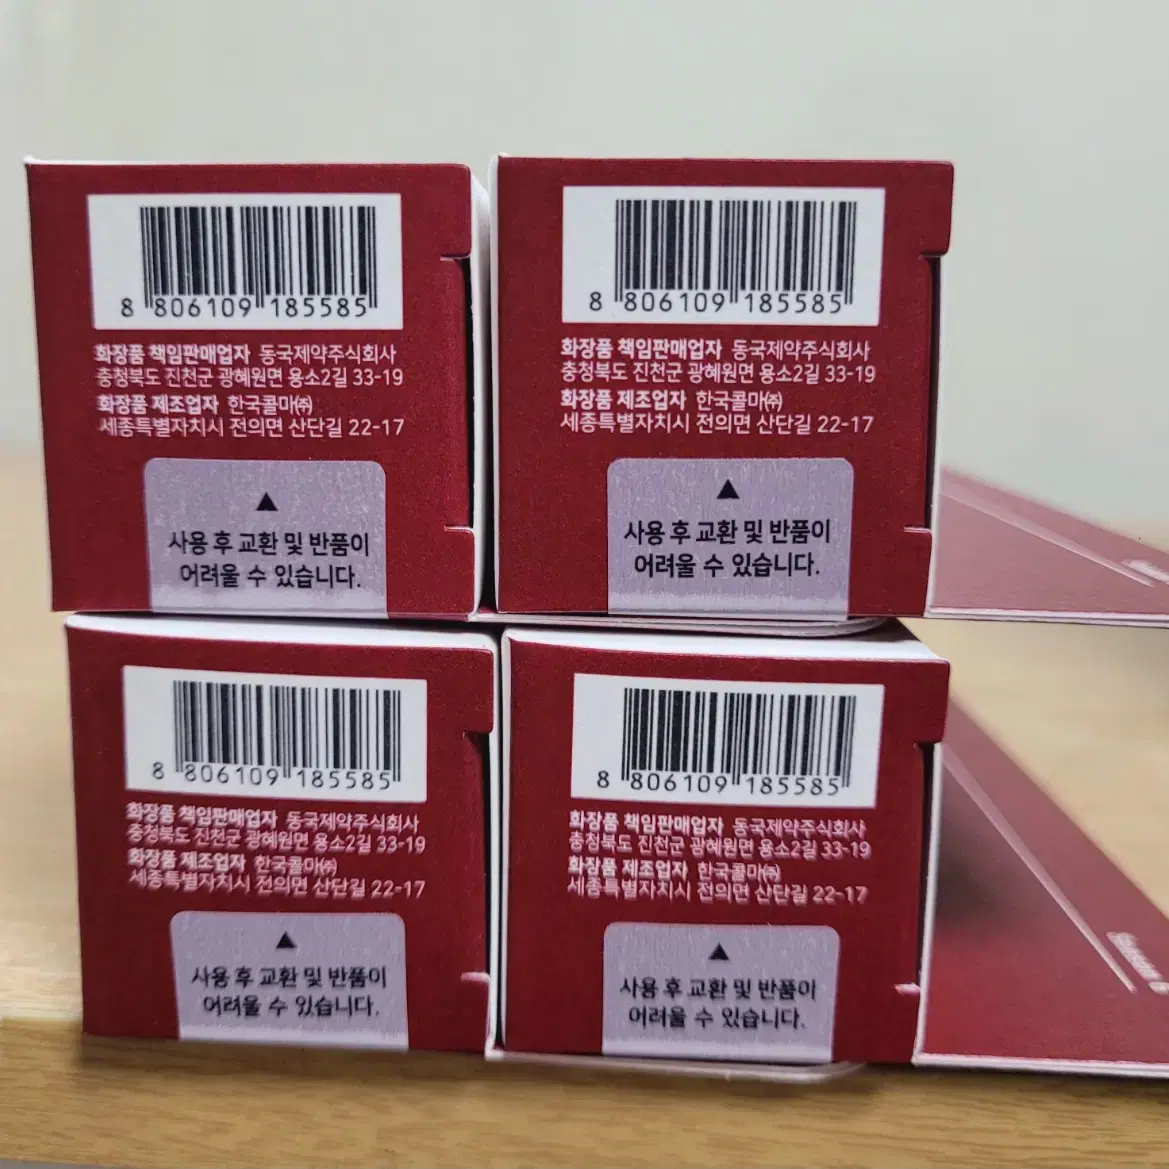 8 806109 185585
화장품 책임판매업자 동국제약주식회사
충청북도 진천군 광혜원면 용소2길 33-19
화장품 제조업자 한국콜마㈜
세종특별자치시 전의면 산단길 22-17
▲
사용 후 교환 및 반품이
어려울 수 있습니다.
8 806109 185585
화장품 책임판매업자 동국제약주식회사
충청북도 진천군 광혜원면 용소2길 33-19
화장품 제조업자 한국콜마㈜
세종특별자치시 전의면 산단길 22-17
▲
사용 후 교환 및 반품이
어려울 수 있습니다.
8 806109 185585
화장품 책임판매업자 동국제약주식회사
충청북도 진천군 광혜원면 용소2길 33-19
화장품 제조업자 한국콜마㈜
세종특별자치시 전의면 산단길 22-17
▲
사용 후 교환 및 반품이
어려울 수 있습니다.
8 806109 185585
화장품 책임판매업자 동국제약주식회사
충청북도 진천군 광혜원면 용소2길 33-19
화장품 제조업자 한국콜마㈜
세종특별자치시 전의면 산단길 22-17
▲
사용 후 교환 및 반품이
어려울 수 있습니다.